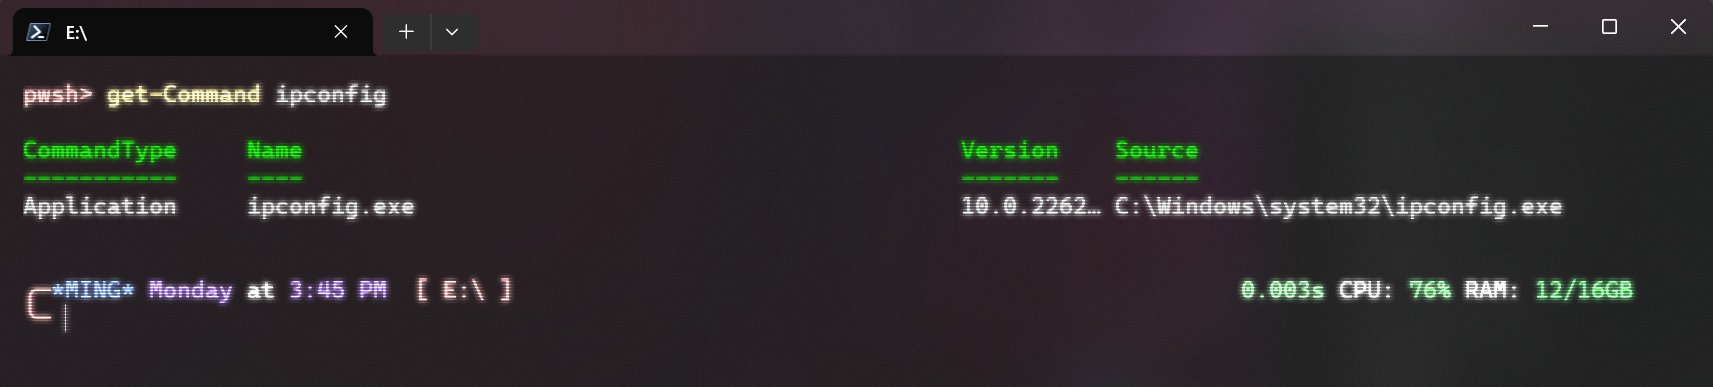 E:\
pwsh> get-Command ipconfig
CommandType Name Version Source
----------- ---- ------- ------
Application ipconfig.exe 10.0.2262… C:\Windows\system32\ipconfig.exe
*MING* Monday at 3:45 PM [ E:\ ] 0.003s CPU: 76% RAM: 12/16GB